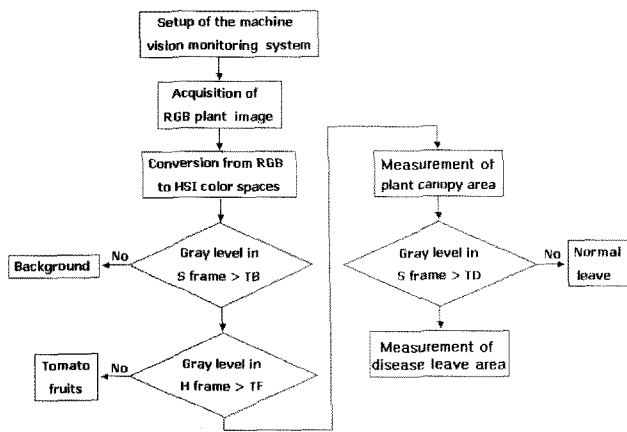 Setup of the machine
vision monitoring system
Acquisition of
RGB plant image
Conversion from RGB
to HSI color spaces
Gray level in
S frame > TB
No
Background
Gray level in
H frame > TF
No
Tomato
fruits
Measurement of
plant canopy area
Gray level in
S frame > TD
No
Normal
leave
Measurement of
disease leave area